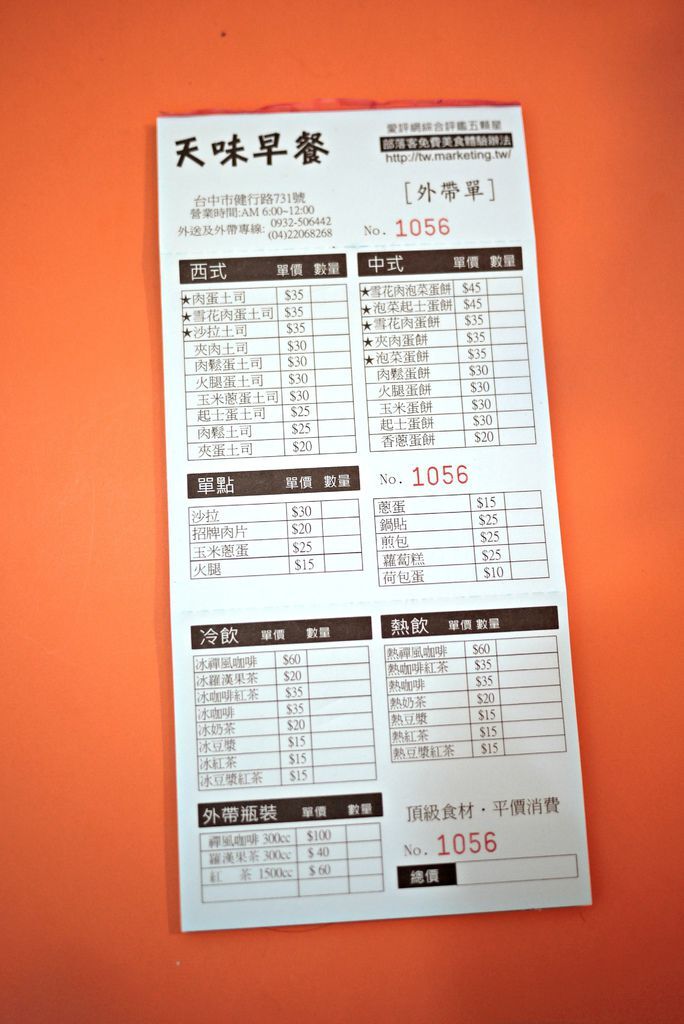 天味早餐
愛評網綜合評鑑五顆星
部落客免費美食體驗辦法
http://tw.marketing.tw/
台中市健行路731號
營業時間:AM 6:00~12:00
外送及外帶專線: 0932-506442
(04)22068268
[外帶單]
No. 1056
西式 單價 數量
★肉蛋土司 $35
★雪花肉蛋土司 $35
★沙拉土司 $35
夾肉土司 $30
肉鬆蛋土司 $30
火腿蛋土司 $30
玉米蔥蛋土司 $30
起士蛋土司 $25
肉鬆土司 $25
夾蛋土司 $20
中式 單價 數量
★雪花肉泡菜蛋餅 $45
★泡菜起士蛋餅 $45
★雪花肉蛋餅 $35
★夾肉蛋餅 $35
★泡菜蛋餅 $35
肉鬆蛋餅 $30
火腿蛋餅 $30
玉米蛋餅 $30
起士蛋餅 $30
香蔥蛋餅 $20
單點 單價 數量
沙拉 $30
招牌肉片 $20
玉米蔥蛋 $25
火腿 $15
No. 1056
蔥蛋 $15
鍋貼 $25
煎包 $25
蘿蔔糕 $25
荷包蛋 $10
冷飲 單價 數量
冰禪風咖啡 $60
冰羅漢果茶 $20
冰咖啡紅茶 $35
冰咖啡 $35
冰奶茶 $20
冰豆漿 $15
冰紅茶 $15
冰豆漿紅茶 $15
熱飲 單價 數量
熱禪風咖啡 $60
熱咖啡紅茶 $35
熱咖啡 $35
熱奶茶 $20
熱豆漿 $15
熱紅茶 $15
熱豆漿紅茶 $15
外帶瓶裝 單價 數量
禪風咖啡 300cc $100
羅漢果茶 300cc $ 40
紅 茶 1500cc $ 60
頂級食材・平價消費
No. 1056
總價